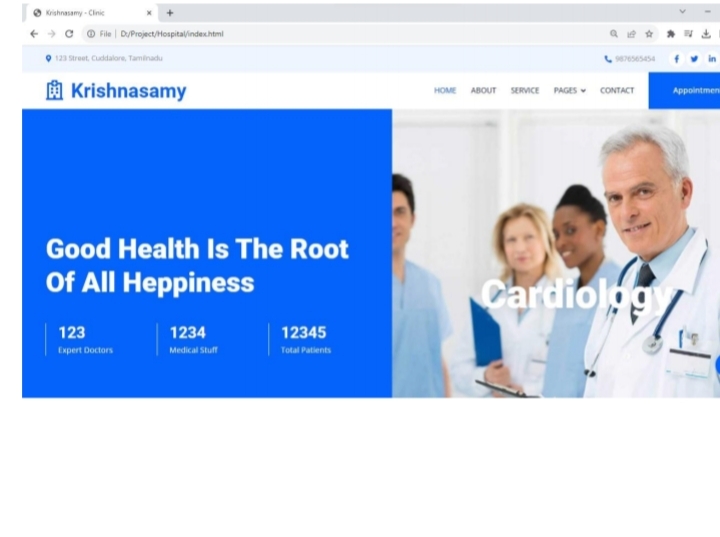 Krishnasamy - Clinic
File | D:/Project/Hospital/index.html
123 Street, Cuddalore, Tamilnadu
9876565454
Krishnasamy
HOME ABOUT SERVICE PAGES CONTACT
Appointmen
Good Health Is The Root
Of All Heppiness
Cardiology
123 1234 12345
Expert Doctors Medical Stuff Total Patients